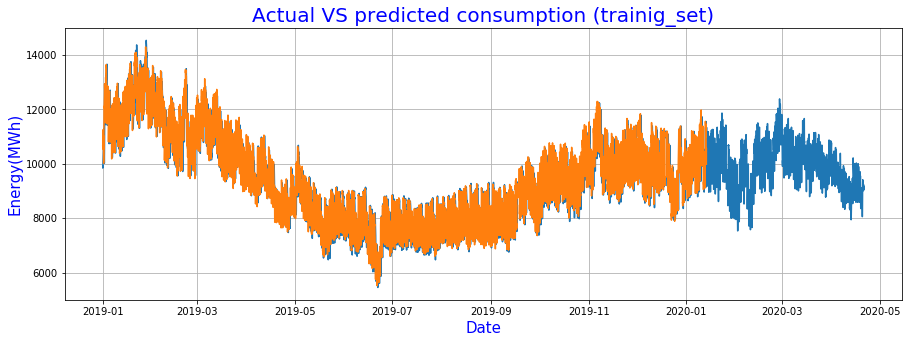 Actual VS predicted consumption (trainig_set)
14000
12000
10000
8000
6000
Energy(MWh)
2019-01 2019-03 2019-05 2019-07 2019-09 2019-11 2020-01 2020-03 2020-05
Date